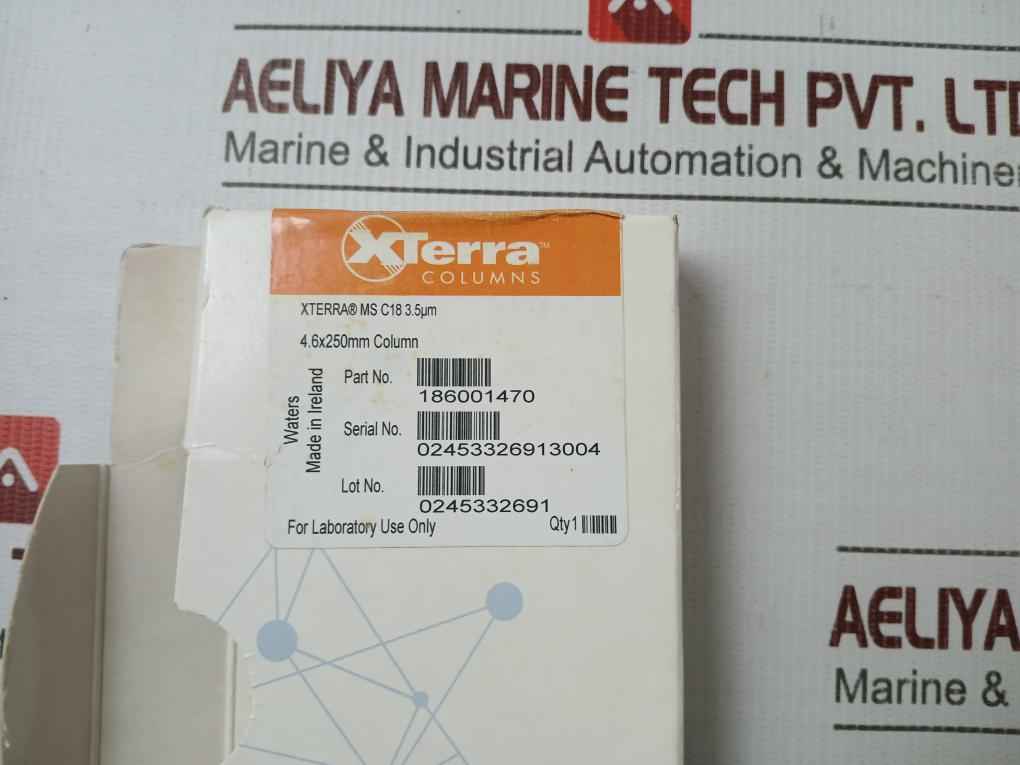 AELIYA MARINE TECH PVT. LTD
Marine & Industrial Automation & Machiner
XTerra™
COLUMNS
XTERRA® MS C18 3.5µm
4.6x250mm Column
Waters
Made in Ireland
Part No.
186001470
Serial No.
02453326913004
Lot No.
0245332691
For Laboratory Use Only
Qty 1
AELIYA
Marine &